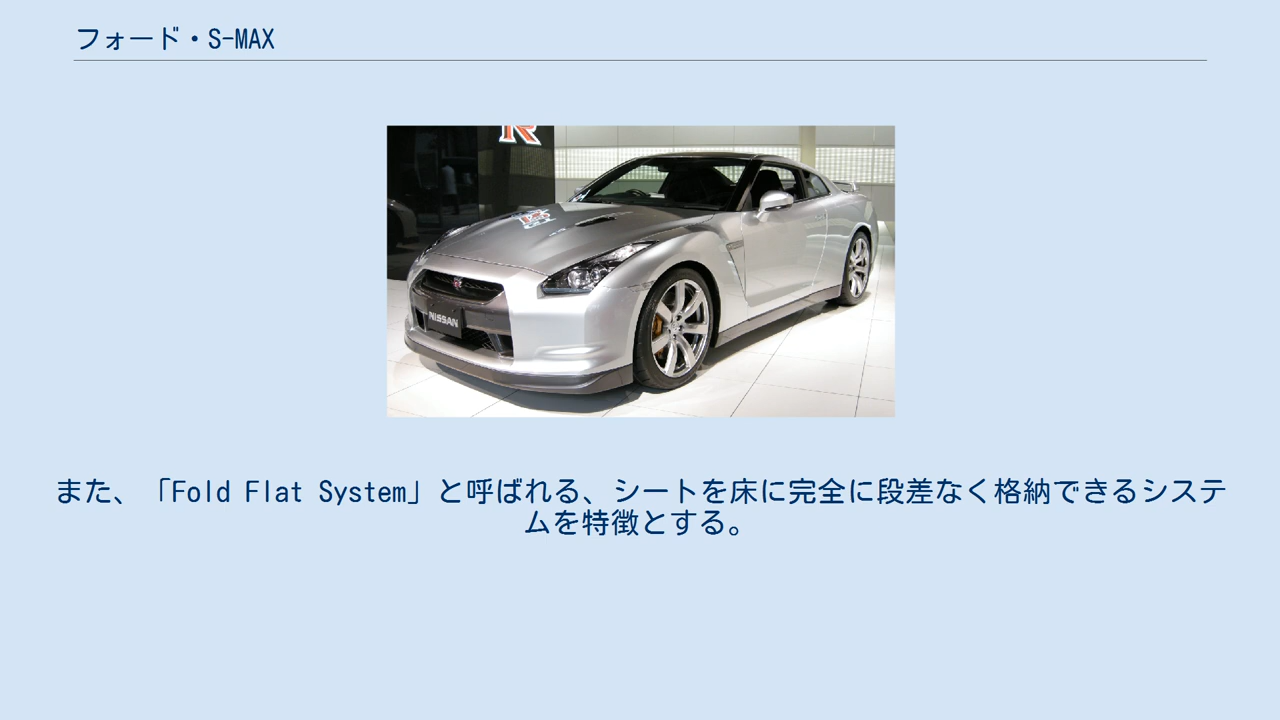 フォード・S-MAX
R
NISSAN
また、「Fold Flat System」と呼ばれる、シートを床に完全に段差なく格納できるシステ
ムを特徴とする。